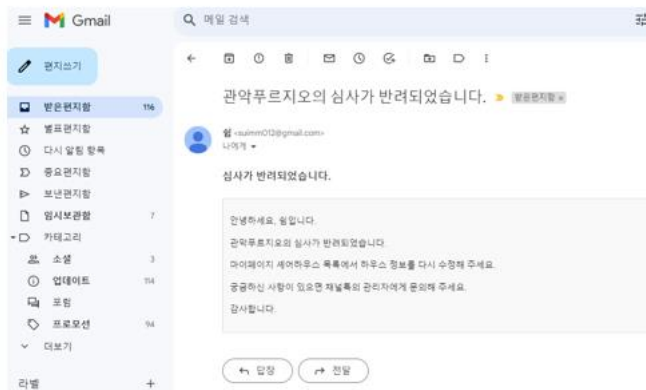 Gmail
메일 검색
편지쓰기
받은편지함 116
별표편지함
다시 알림 항목
중요편지함
보낸편지함
임시보관함 7
카테고리
소셜 3
업데이트 114
포럼
프로모션 94
더보기
라벨
관악푸르지오의 심사가 반려되었습니다. 받은편지함 x
쉼 <suimm012@gmail.com>
나에게
심사가 반려되었습니다.
안녕하세요, 쉼입니다.
관악푸르지오의 심사가 반려되었습니다.
마이페이지 셰어하우스 목록에서 하우스 정보를 다시 수정해 주세요.
궁금하신 사항이 있으면 채널톡의 관리자에게 문의해 주세요.
감사합니다.
답장
전달